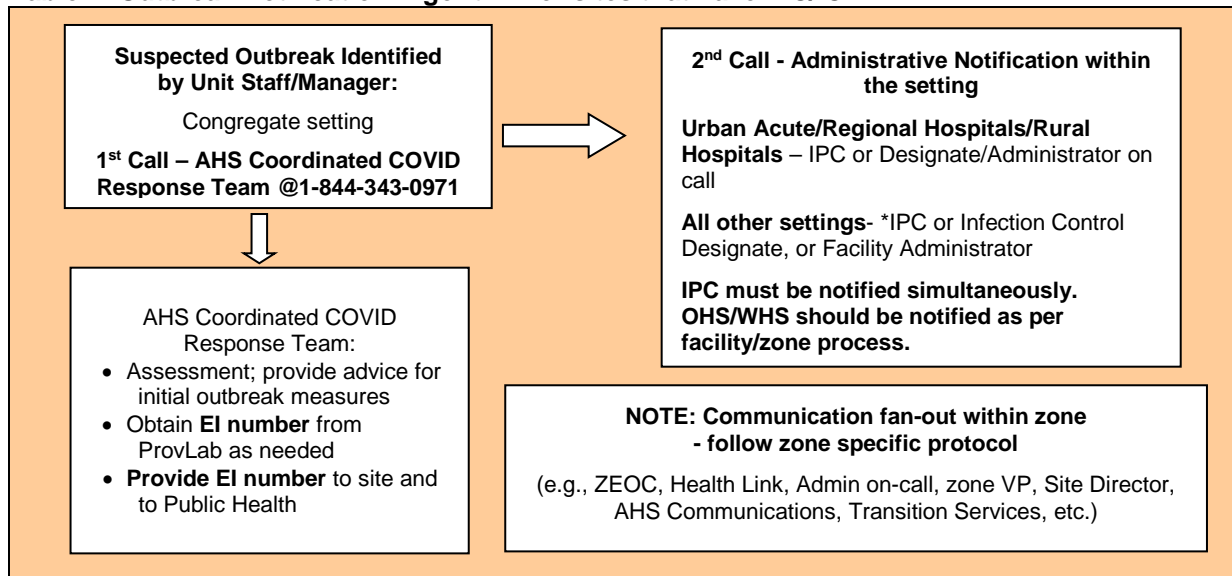 Suspected Outbreak Identified
by Unit Staff/Manager:
Congregate setting
1st Call – AHS Coordinated COVID
Response Team @1-844-343-0971
2nd Call - Administrative Notification within
the setting
Urban Acute/Regional Hospitals/Rural
Hospitals – IPC or Designate/Administrator on
call
All other settings- *IPC or Infection Control
Designate, or Facility Administrator
IPC must be notified simultaneously.
OHS/WHS should be notified as per
facility/zone process.
AHS Coordinated COVID
Response Team:
• Assessment; provide advice for
initial outbreak measures
• Obtain EI number from
ProvLab as needed
• Provide EI number to site and
to Public Health
NOTE: Communication fan-out within zone
- follow zone specific protocol
(e.g., ZEOC, Health Link, Admin on-call, zone VP, Site Director,
AHS Communications, Transition Services, etc.)